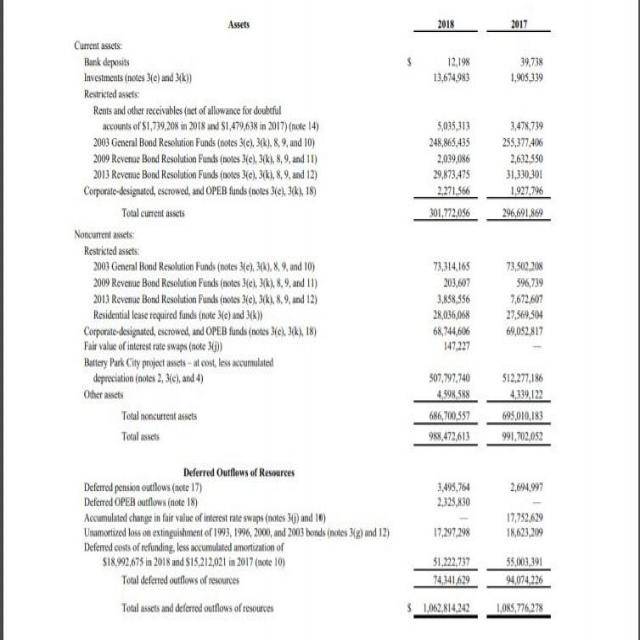 Assets 2018 2017
Current assets:
Bank deposits $ 12,198 39,738
Investments (notes 3(e) and 3(k)) 13,674,983 1,905,339
Restricted assets:
Rents and other receivables (net of allowance for doubtful
accounts of $1,739,208 in 2018 and $1,479,638 in 2017) (note 14) 5,035,313 3,478,739
2003 General Bond Resolution Funds (notes 3(e), 3(k), 8, 9, and 10) 248,865,435 255,377,406
2009 Revenue Bond Resolution Funds (notes 3(e), 3(k), 8, 9, and 11) 2,039,086 2,632,550
2013 Revenue Bond Resolution Funds (notes 3(e), 3(k), 8, 9, and 12) 29,873,475 31,330,301
Corporate-designated, escrowed, and OPEB funds (notes 3(e), 3(k), 18) 2,271,566 1,927,796
Total current assets 301,772,056 296,691,869
Noncurrent assets:
Restricted assets:
2003 General Bond Resolution Funds (notes 3(e), 3(k), 8, 9, and 10) 73,314,165 73,502,208
2009 Revenue Bond Resolution Funds (notes 3(e), 3(k), 8, 9, and 11) 203,607 596,739
2013 Revenue Bond Resolution Funds (notes 3(e), 3(k), 8, 9, and 12) 3,858,556 7,672,607
Residential lease required funds (note 3(e) and 3(k)) 28,036,068 27,569,504
Corporate-designated, escrowed, and OPEB funds (notes 3(e), 3(k), 18) 68,744,606 69,052,817
Fair value of interest rate swaps (note 3(j)) 147,227 —
Battery Park City project assets – at cost, less accumulated
depreciation (notes 2, 3(c), and 4) 507,797,740 512,277,186
Other assets 4,598,588 4,339,122
Total noncurrent assets 686,700,557 695,010,183
Total assets 988,472,613 991,702,052
Deferred Outflows of Resources
Deferred pension outflows (note 17) 3,495,764 2,694,997
Deferred OPEB outflows (note 18) 2,325,830 —
Accumulated change in fair value of interest rate swaps (notes 3(j) and 10) — 17,752,629
Unamortized loss on extinguishment of 1993, 1996, 2000, and 2003 bonds (notes 3(g) and 12) 17,297,298 18,623,209
Deferred costs of refunding, less accumulated amortization of
$18,992,675 in 2018 and $15,212,021 in 2017 (note 10) 51,222,737 55,003,391
Total deferred outflows of resources 74,341,629 94,074,226
Total assets and deferred outflows of resources $ 1,062,814,242 1,085,776,278